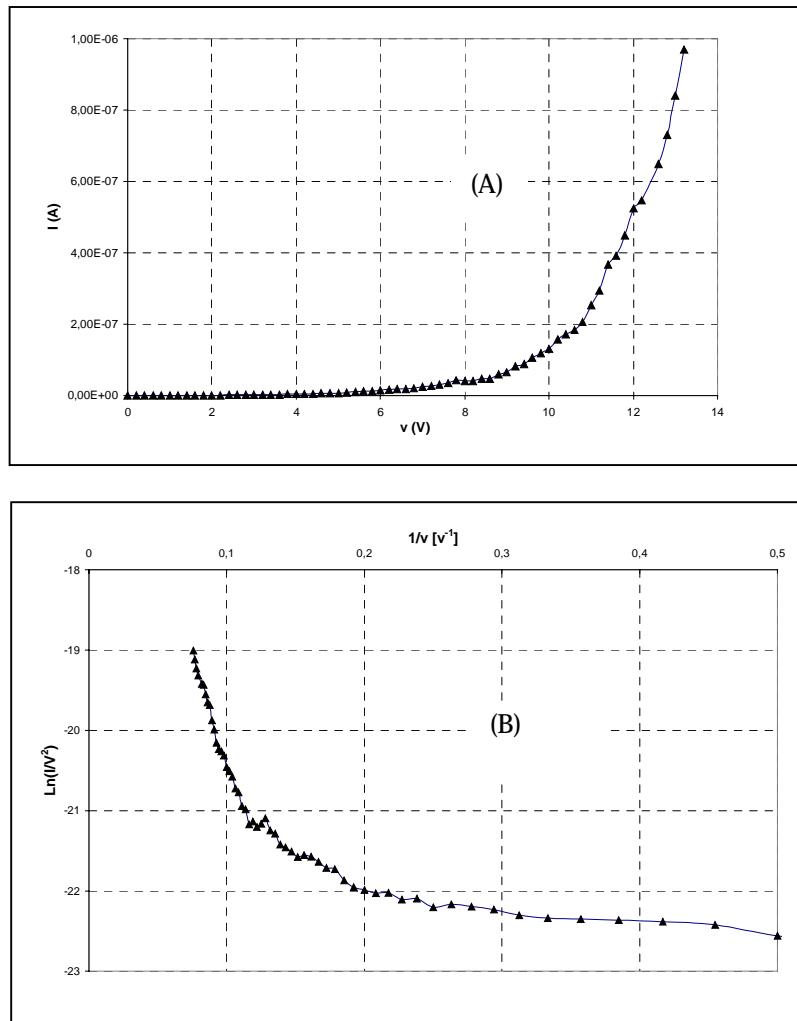 1,00E-06
8,00E-07
6,00E-07
4,00E-07
2,00E-07
0,00E+00
I (A)
(A)
0 2 4 6 8 10 12 14
v (V)
1/v [v⁻¹]
0 0,1 0,2 0,3 0,4 0,5
-18
-19
-20
-21
-22
-23
Ln(I/V²)
(B)